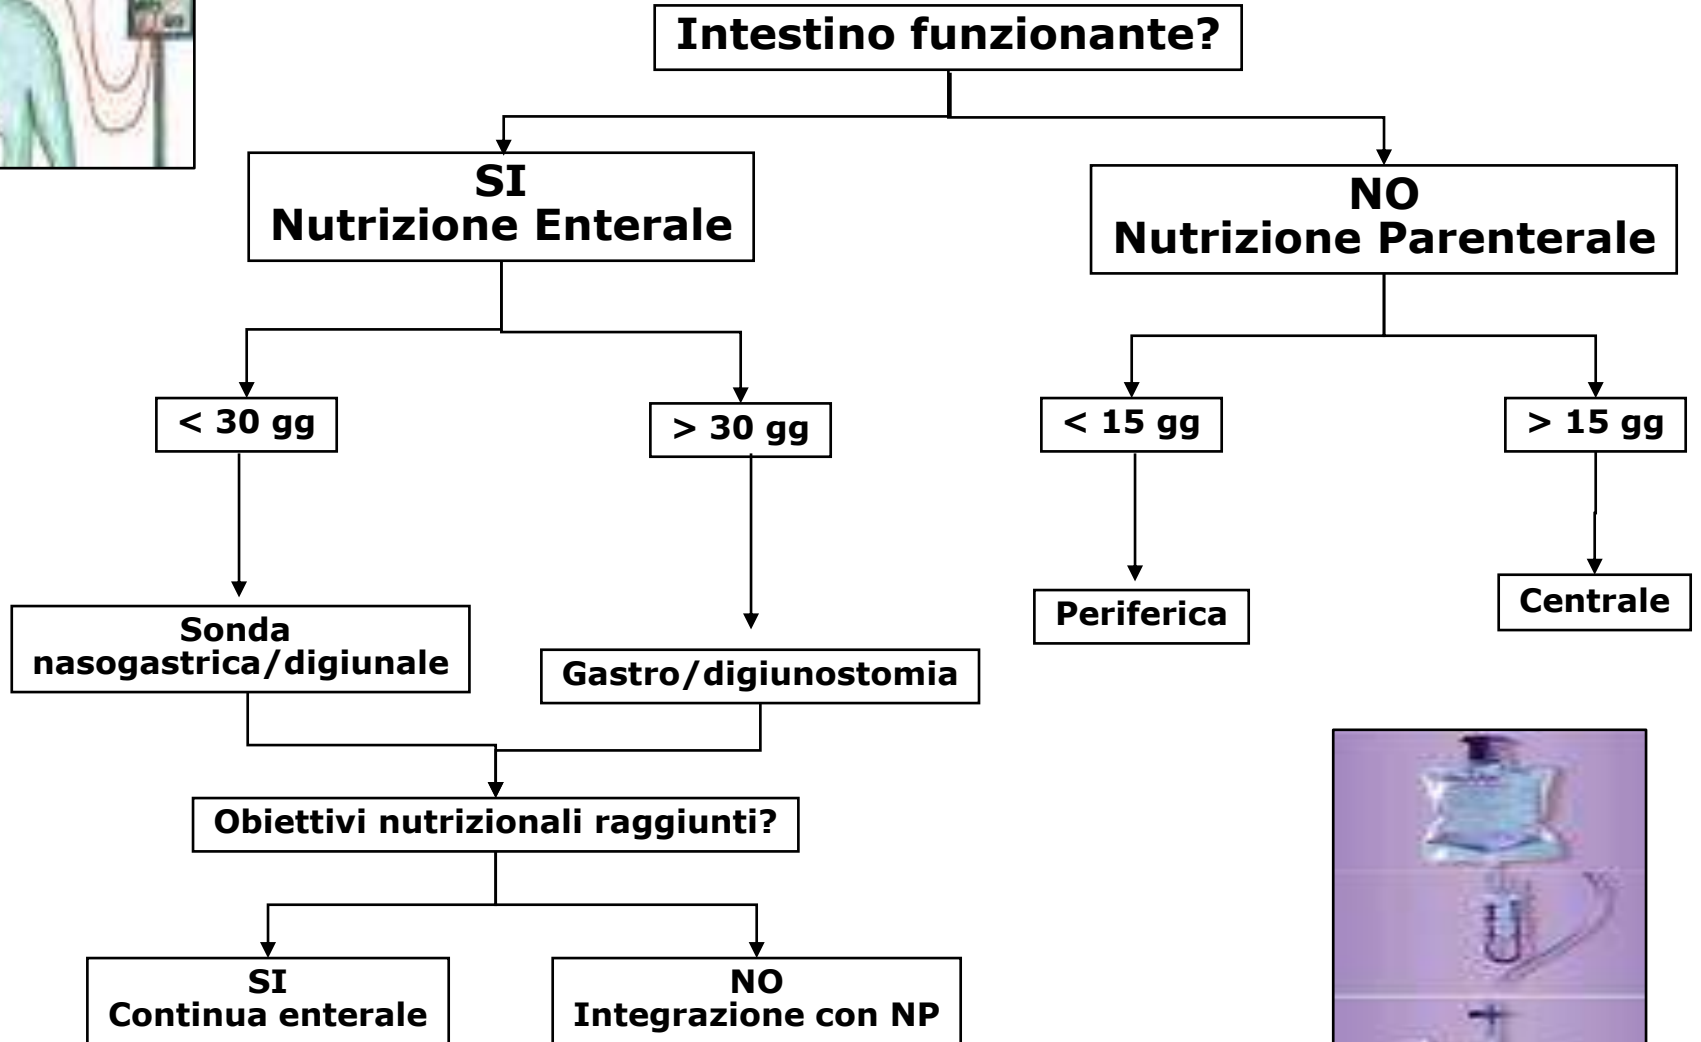 Intestino funzionante?
SI
Nutrizione Enterale
NO
Nutrizione Parenterale
< 30 gg
> 30 gg
< 15 gg
> 15 gg
Sonda
nasogastrica/digiunale
Gastro/digiunostomia
Periferica
Centrale
Obiettivi nutrizionali raggiunti?
SI
Continua enterale
NO
Integrazione con NP